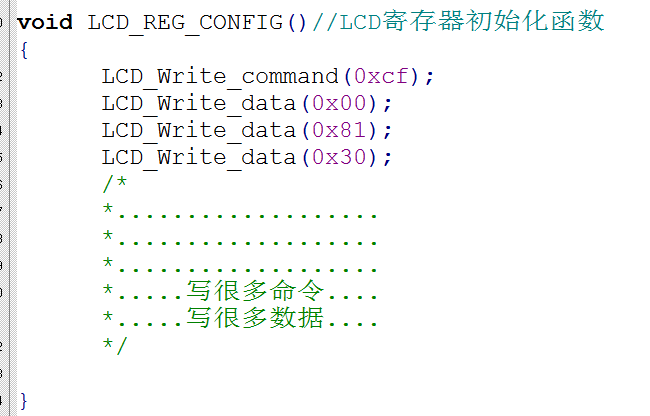 void LCD_REG_CONFIG()//LCD寄存器初始化函数
{
LCD_Write_command(0xcf);
LCD_Write_data(0x00);
LCD_Write_data(0x81);
LCD_Write_data(0x30);
/*
*...................
*...................
*...................
*.....写很多命令....
*.....写很多数据....
*/
}